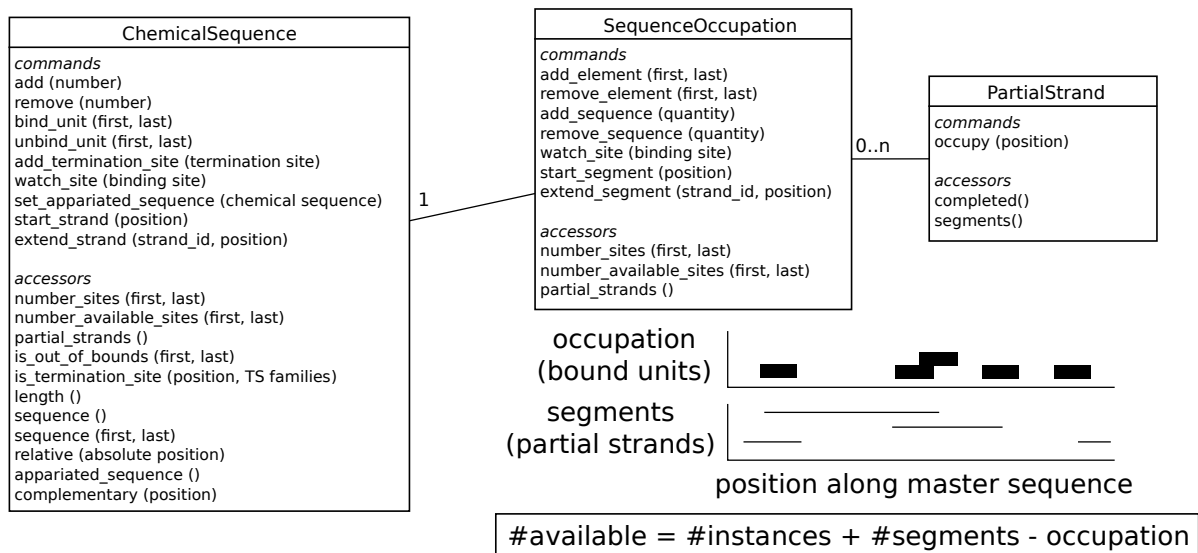 ChemicalSequence
commands
add (number)
remove (number)
bind_unit (first, last)
unbind_unit (first, last)
add_termination_site (termination site)
watch_site (binding site)
set_appariated_sequence (chemical sequence)
start_strand (position)
extend_strand (strand_id, position)
accessors
number_sites (first, last)
number_available_sites (first, last)
partial_strands ()
is_out_of_bounds (first, last)
is_termination_site (position, TS families)
length ()
sequence ()
sequence (first, last)
relative (absolute position)
appariated_sequence ()
complementary (position)
1
SequenceOccupation
commands
add_element (first, last)
remove_element (first, last)
add_sequence (quantity)
remove_sequence (quantity)
watch_site (binding site)
start_segment (position)
extend_segment (strand_id, position)
accessors
number_sites (first, last)
number_available_sites (first, last)
partial_strands ()
0..n
PartialStrand
commands
occupy (position)
accessors
completed()
segments()
occupation
(bound units)
segments
(partial strands)
position along master sequence
#available = #instances + #segments - occupation